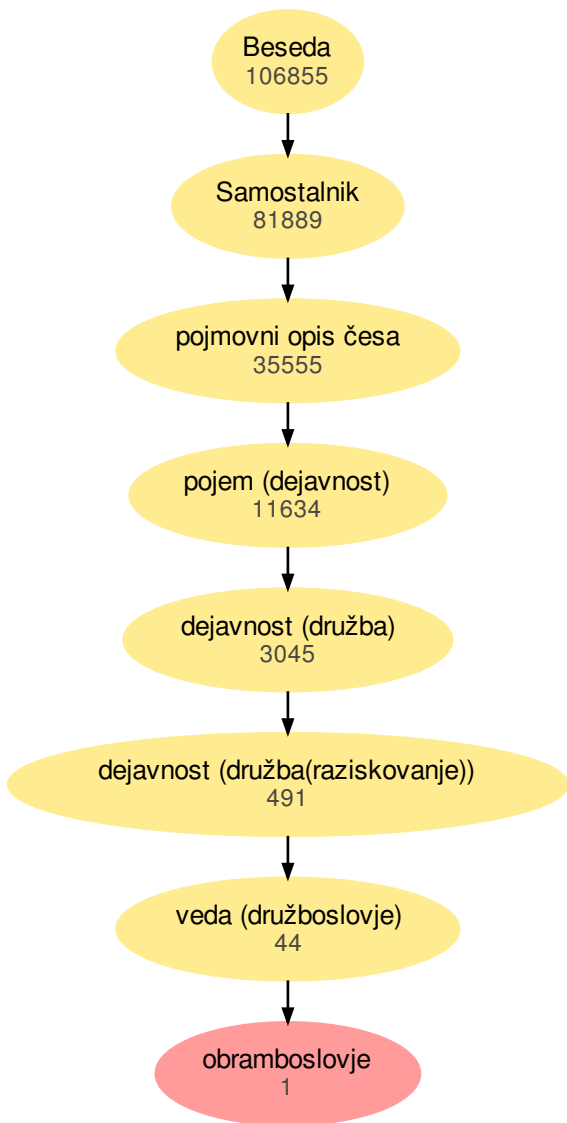 Beseda
106855
Samostalnik
81889
pojmovni opis česa
35555
pojem (dejavnost)
11634
dejavnost (družba)
3045
dejavnost (družba(raziskovanje))
491
veda (družboslovje)
44
obramboslovje
1